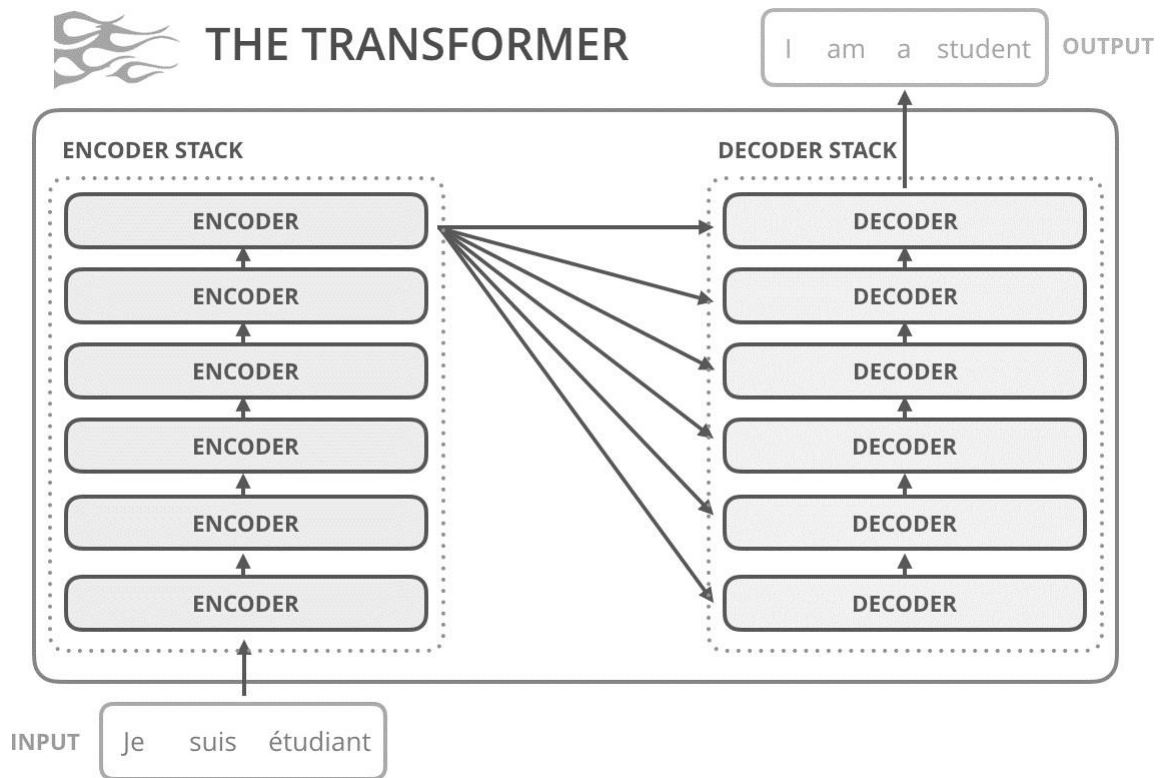 THE TRANSFORMER
I am a student
OUTPUT
ENCODER STACK
ENCODER
ENCODER
ENCODER
ENCODER
ENCODER
ENCODER
DECODER STACK
DECODER
DECODER
DECODER
DECODER
DECODER
DECODER
INPUT
Je suis étudiant